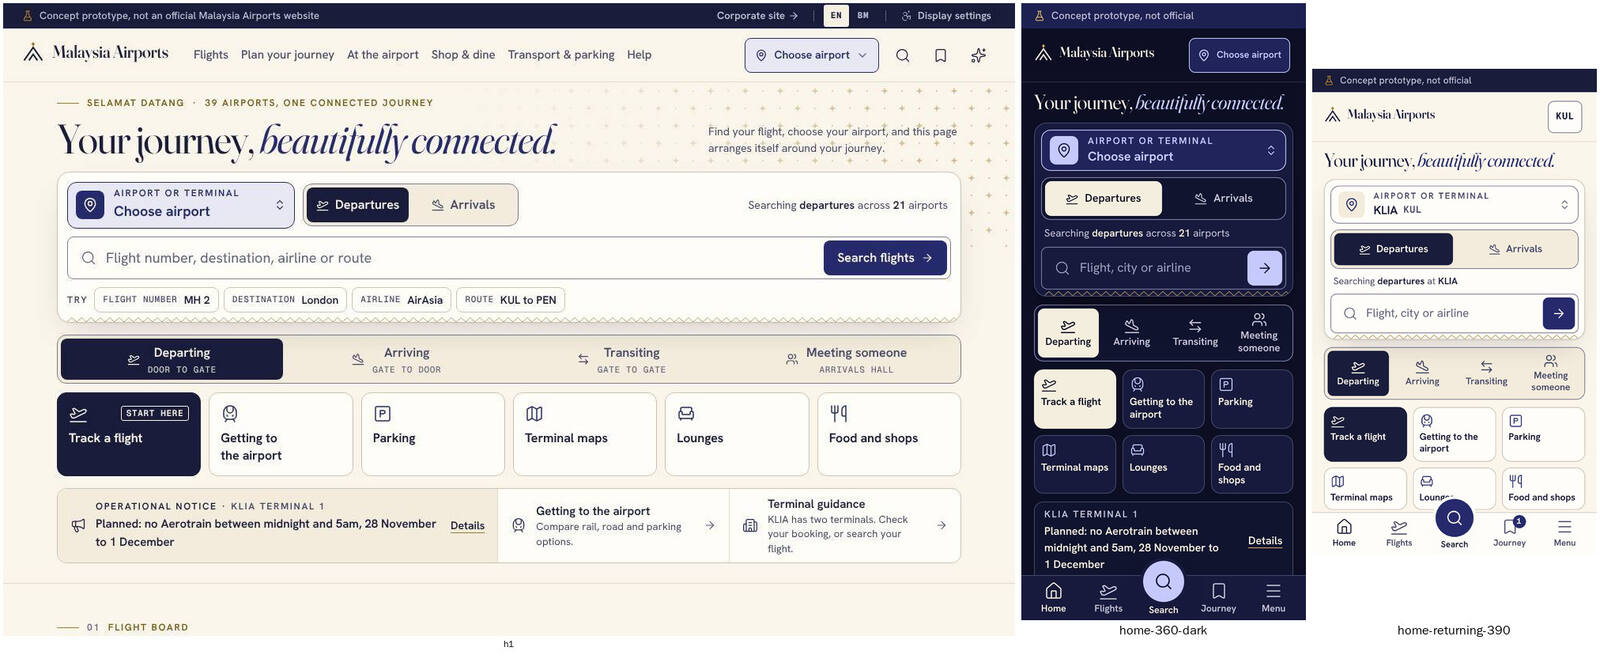 Concept prototype, not an official Malaysia Airports website
Corporate site →
EN
BM
Display settings
Malaysia Airports
Flights
Plan your journey
At the airport
Shop & dine
Transport & parking
Help
Choose airport
SELAMAT DATANG · 39 AIRPORTS, ONE CONNECTED JOURNEY
Your journey, beautifully connected.
Find your flight, choose your airport, and this page
arranges itself around your journey.
AIRPORT OR TERMINAL
Choose airport
Departures
Arrivals
Searching departures across 21 airports
Flight number, destination, airline or route
Search flights →
TRY
FLIGHT NUMBER MH 2
DESTINATION London
AIRLINE AirAsia
ROUTE KUL to PEN
Departing
DOOR TO GATE
Arriving
GATE TO DOOR
Transiting
GATE TO GATE
Meeting someone
ARRIVALS HALL
START HERE
Track a flight
Getting to
the airport
Parking
Terminal maps
Lounges
Food and shops
OPERATIONAL NOTICE · KLIA TERMINAL 1
Planned: no Aerotrain between midnight and 5am, 28 November
to 1 December
Details
Getting to the airport
Compare rail, road and parking
options.
Terminal guidance
KLIA has two terminals. Check
your booking, or search your
flight.
01 FLIGHT BOARD
h1
Concept prototype, not official
Malaysia Airports
Choose airport
Your journey, beautifully connected.
AIRPORT OR TERMINAL
Choose airport
Departures
Arrivals
Searching departures across 21 airports
Flight, city or airline
Departing
Arriving
Transiting
Meeting
someone
Track a flight
Getting to the
airport
Parking
Terminal maps
Lounges
Food and
shops
KLIA TERMINAL 1
Planned: no Aerotrain between
midnight and 5am, 28 November to
1 December
Details
Home
Flights
Search
Journey
Menu
home-360-dark
Concept prototype, not official
Malaysia Airports
KUL
Your journey, beautifully connected.
AIRPORT OR TERMINAL
KLIA KUL
Departures
Arrivals
Searching departures at KLIA
Flight, city or airline
Departing
Arriving
Transiting
Meeting
someone
Track a flight
Getting to the
airport
Parking
Terminal maps
Lounges
Food and shops
Home
Flights
Search
1
Journey
Menu
home-returning-390